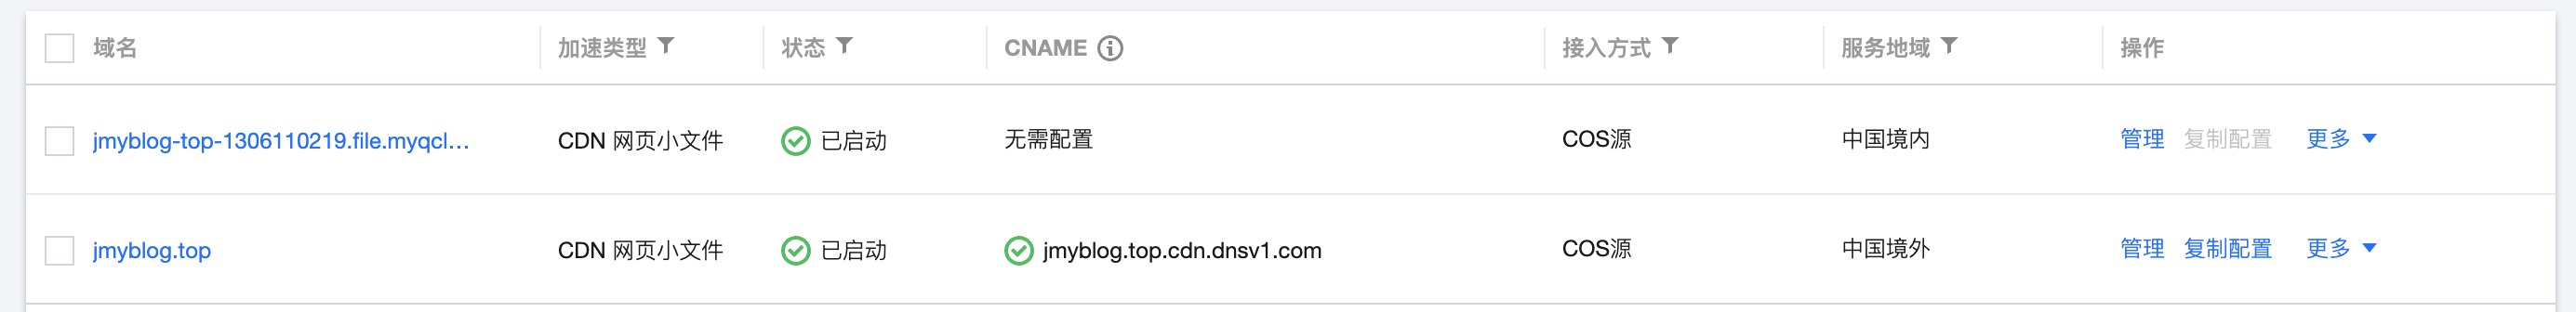 域名 加速类型 状态 CNAME 接入方式 服务地域 操作
jmyblog-top-1306110219.file.myqcl... CDN 网页小文件 已启动 无需配置 COS源 中国境内 管理 复制配置 更多
jmyblog.top CDN 网页小文件 已启动 jmyblog.top.cdn.dnsv1.com COS源 中国境外 管理 复制配置 更多